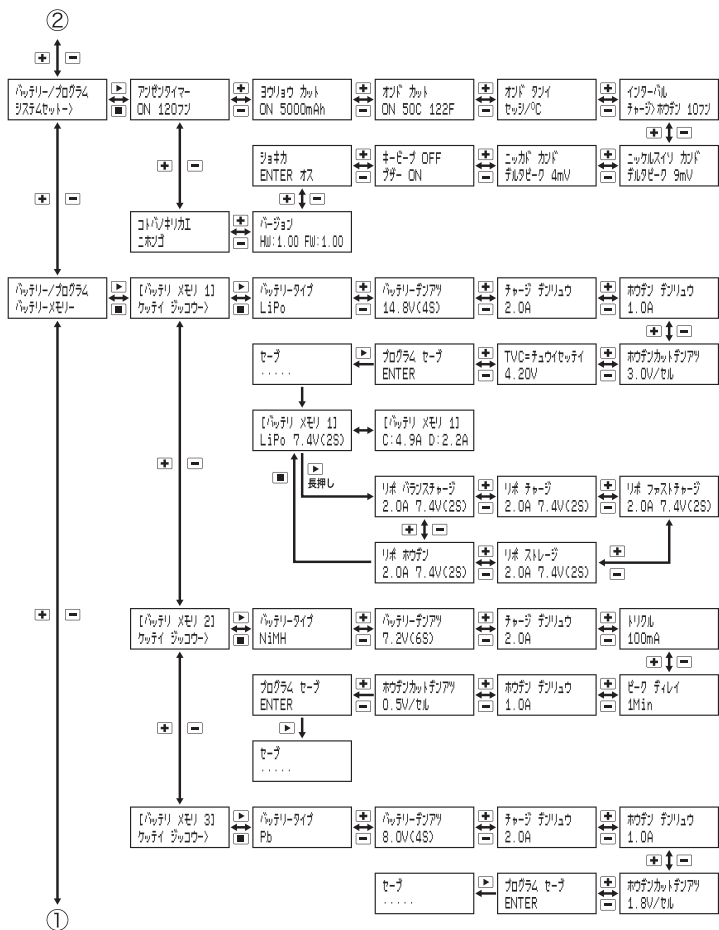 ②
+ −
バッテリー/プログラム
システムセット->
アンゼンタイマー
ON 120フン
ヨウリョウ カット
ON 5000mAh
オンド カット
ON 50C 122F
オンド タンイ
セッシ/ºC
インターバル
チャージ>ホウデン 10フン
+ −
ショキカ
ENTER オス
キービープ OFF
ブザー ON
ニッカド カンド
デルタピーク 4mV
ニッケルスイソ カンド
デルタピーク 9mV
+ −
+ −
+ −
コトバノキリカエ
ニホンゴ
バージョン
HW:1.00 FW:1.00
バッテリー/プログラム
バッテリーメモリー
[バッテリ メモリ 1]
ケッテイ ジッコウ->
バッテリータイプ
LiPo
バッテリーデンアツ
14.8V(4S)
チャージ デンリュウ
2.0A
ホウデン デンリュウ
1.0A
+ −
セーブ
.....
プログラム セーブ
ENTER
TVC=チュウイセッテイ
4.20V
ホウデンカットデンアツ
3.0V/セル
[バッテリ メモリ 1]
LiPo 7.4V(2S)
[バッテリ メモリ 1]
C:4.9A D:2.2A
+ −
長押し
リポ バランスチャージ
2.0A 7.4V(2S)
リポ チャージ
2.0A 7.4V(2S)
リポ ファストチャージ
2.0A 7.4V(2S)
+ −
リポ ホウデン
2.0A 7.4V(2S)
リポ ストレージ
2.0A 7.4V(2S)
+
−
+ −
[バッテリ メモリ 2]
ケッテイ ジッコウ->
バッテリータイプ
NiMH
バッテリーデンアツ
7.2V(6S)
チャージ デンリュウ
2.0A
トリクル
100mA
+ −
プログラム セーブ
ENTER
ホウデンカットデンアツ
0.5V/セル
ホウデン デンリュウ
1.0A
ピーク ディレイ
1Min
+ −
セーブ
.....
[バッテリ メモリ 3]
ケッテイ ジッコウ->
バッテリータイプ
Pb
バッテリーデンアツ
8.0V(4S)
チャージ デンリュウ
2.0A
ホウデン デンリュウ
1.0A
+ −
セーブ
.....
プログラム セーブ
ENTER
ホウデンカットデンアツ
1.8V/セル
①